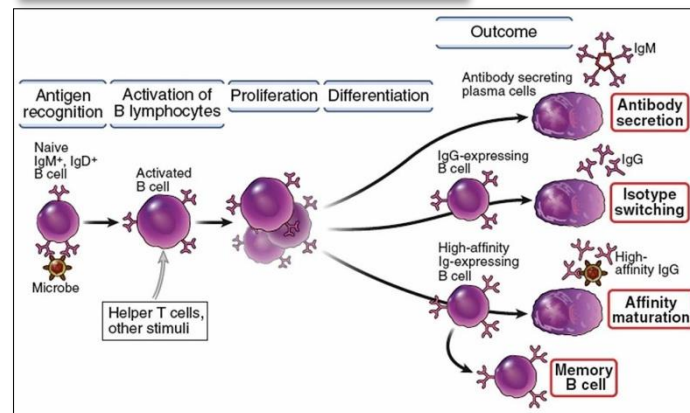 Outcome
Antigen
recognition
Activation of
B lymphocytes
Proliferation
Differentiation
IgM
Antibody secreting
plasma cells
Antibody
secretion
Naive
IgM+, IgD+
B cell
Activated
B cell
IgG-expressing
B cell
IgG
Isotype
switching
Microbe
Helper T cells,
other stimuli
High-affinity
Ig-expressing
B cell
High-
affinity IgG
Affinity
maturation
Memory
B cell